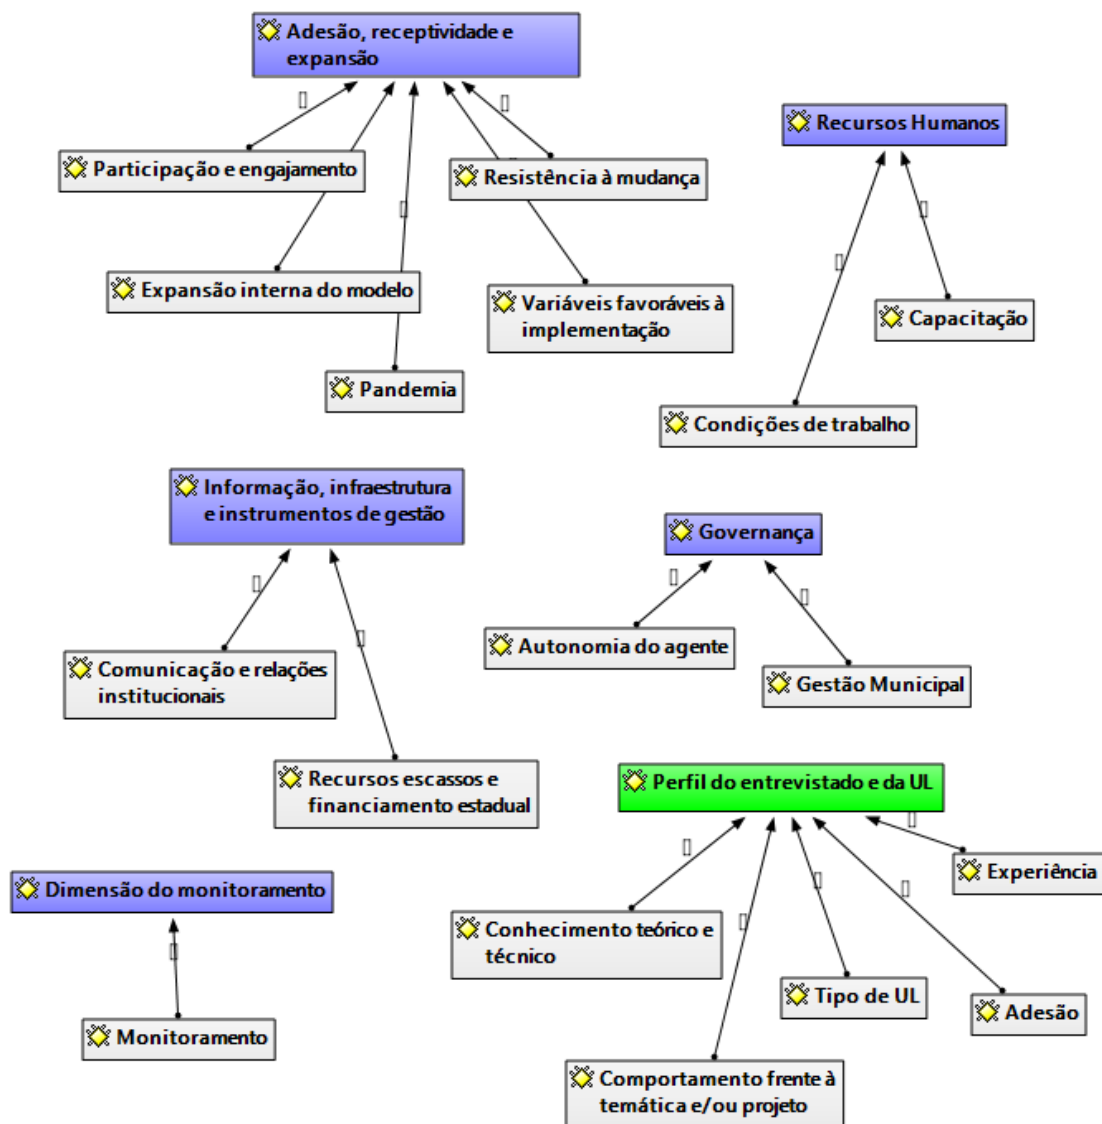 Adesão, receptividade e
expansão
Participação e engajamento
Resistência à mudança
Expansão interna do modelo
Variáveis favoráveis à
implementação
Pandemia
Recursos Humanos
Capacitação
Condições de trabalho
Informação, infraestrutura
e instrumentos de gestão
Comunicação e relações
institucionais
Recursos escassos e
financiamento estadual
Governança
Autonomia do agente
Gestão Municipal
Perfil do entrevistado e da UL
Experiência
Conhecimento teórico e
técnico
Tipo de UL
Adesão
Comportamento frente à
temática e/ou projeto
Dimensão do monitoramento
Monitoramento